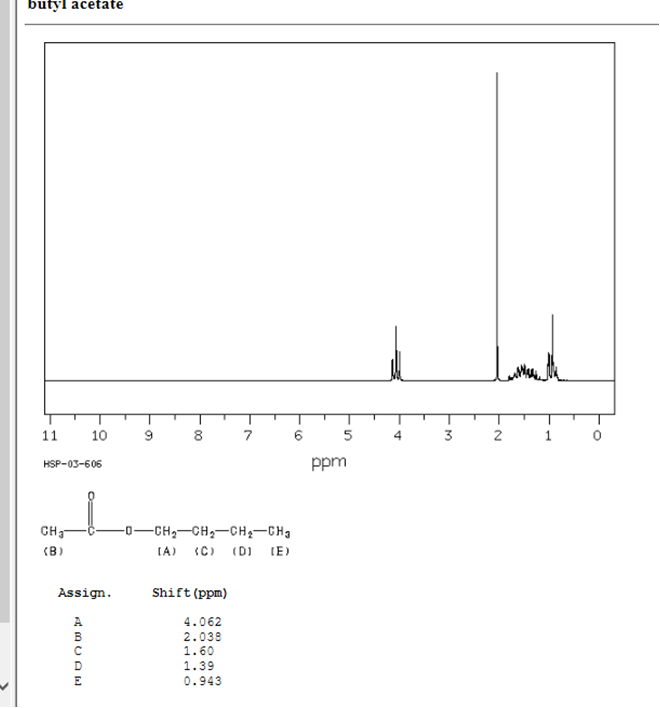 butyl acetate
11 10 9 8 7 6 5 4 3 2 1 0
HSP-03-606
ppm
O
CH3—C—O—CH2—CH2—CH2—CH3
(B) (A) (C) (D) (E)
Assign. Shift(ppm)
A 4.062
B 2.038
C 1.60
D 1.39
E 0.943